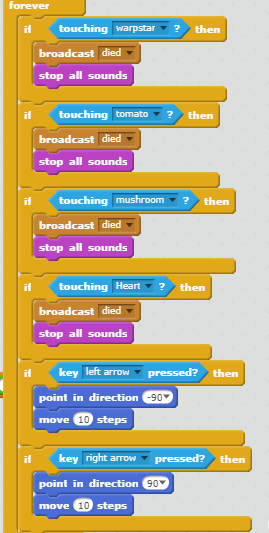 forever
if touching warpstar ? then
broadcast died
stop all sounds
if touching tomato ? then
broadcast died
stop all sounds
if touching mushroom ? then
broadcast died
stop all sounds
if touching Heart ? then
broadcast died
stop all sounds
if key left arrow pressed? then
point in direction -90
move 10 steps
if key right arrow pressed? then
point in direction 90
move 10 steps